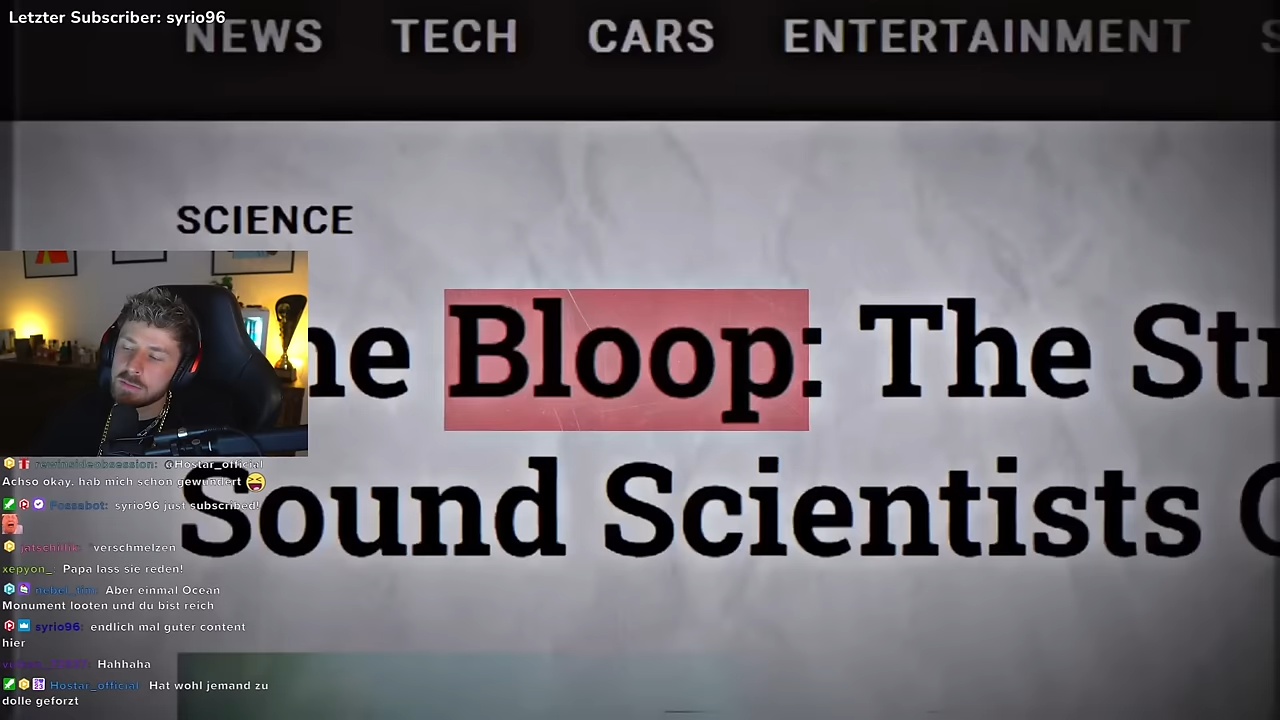 Letzter Subscriber: syrio96
NEWS TECH CARS ENTERTAINMENT
SCIENCE
Bloop: The
Sound Scientists
rewinsideobsession: @Hostar_official
Achso okay, hab mich schon gewundert
Fossabot: syrio96 just subscribed!
verschmelzen
xepyon_: Papa lass sie reden!
Aber einmal Ocean
Monument looten und du bist reich
syrio96: endlich mal guter content
hier
Hahhaha
Hostar_official: Hat wohl jemand zu
dolle geforzt